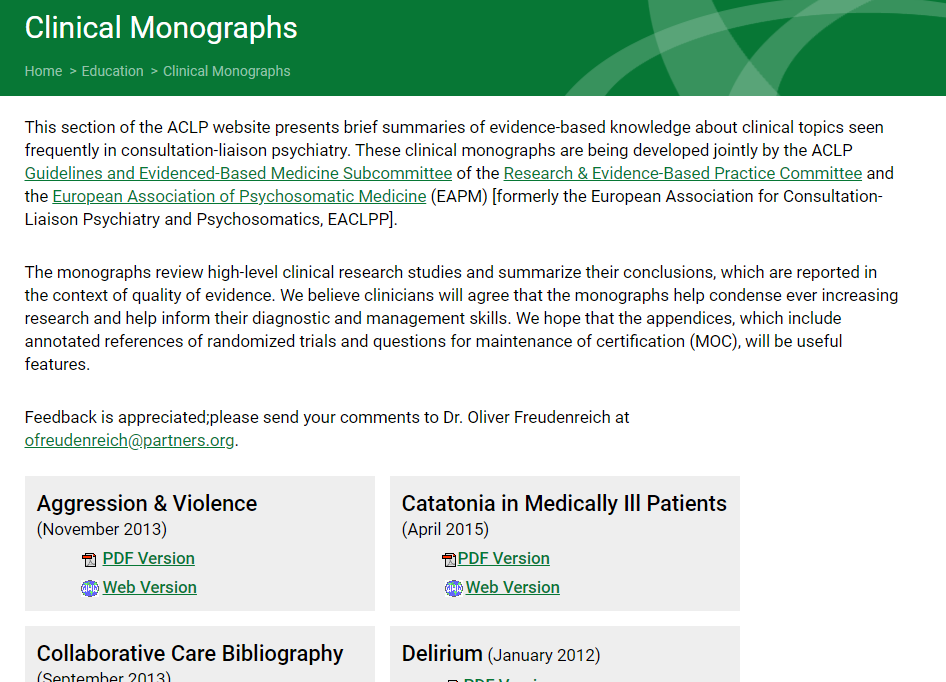 Clinical Monographs
Home > Education > Clinical Monographs
This section of the ACLP website presents brief summaries of evidence-based knowledge about clinical topics seen
frequently in consultation-liaison psychiatry. These clinical monographs are being developed jointly by the ACLP
Guidelines and Evidenced-Based Medicine Subcommittee of the Research & Evidence-Based Practice Committee and
the European Association of Psychosomatic Medicine (EAPM) [formerly the European Association for Consultation-
Liaison Psychiatry and Psychosomatics, EACLPP].
The monographs review high-level clinical research studies and summarize their conclusions, which are reported in
the context of quality of evidence. We believe clinicians will agree that the monographs help condense ever increasing
research and help inform their diagnostic and management skills. We hope that the appendices, which include
annotated references of randomized trials and questions for maintenance of certification (MOC), will be useful
features.
Feedback is appreciated;please send your comments to Dr. Oliver Freudenreich at
ofreudenreich@partners.org.
Aggression & Violence
(November 2013)
PDF Version
Web Version
Catatonia in Medically Ill Patients
(April 2015)
PDF Version
Web Version
Collaborative Care Bibliography
(September 2013)
Delirium (January 2012)
PDF Version